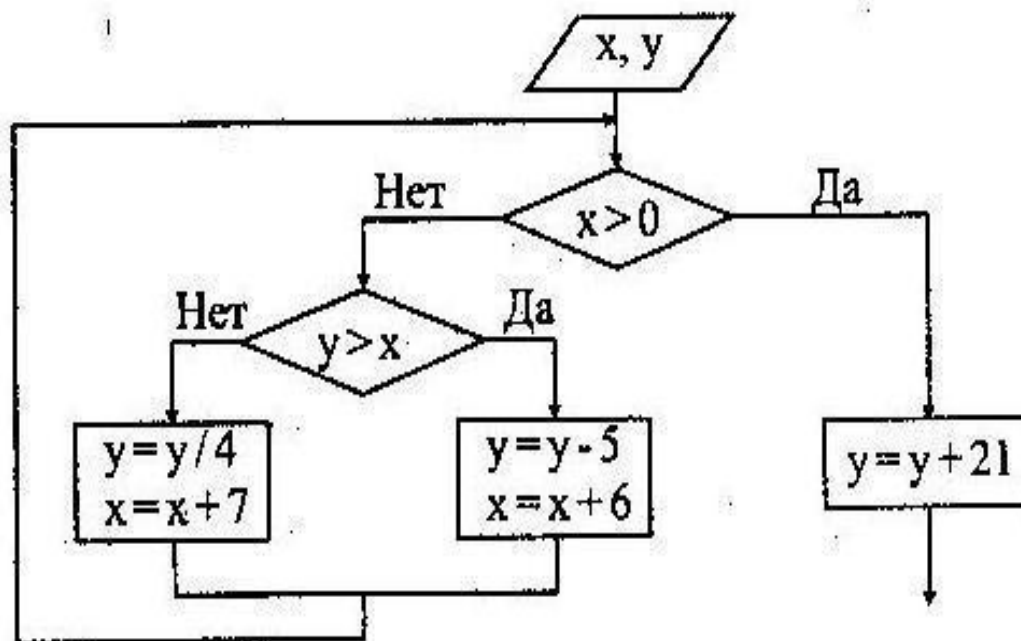 x, y
Нет
x>0
Да
Нет
y>x
Да
y=y/4
x=x+7
y=y-5
x=x+6
y=y+21